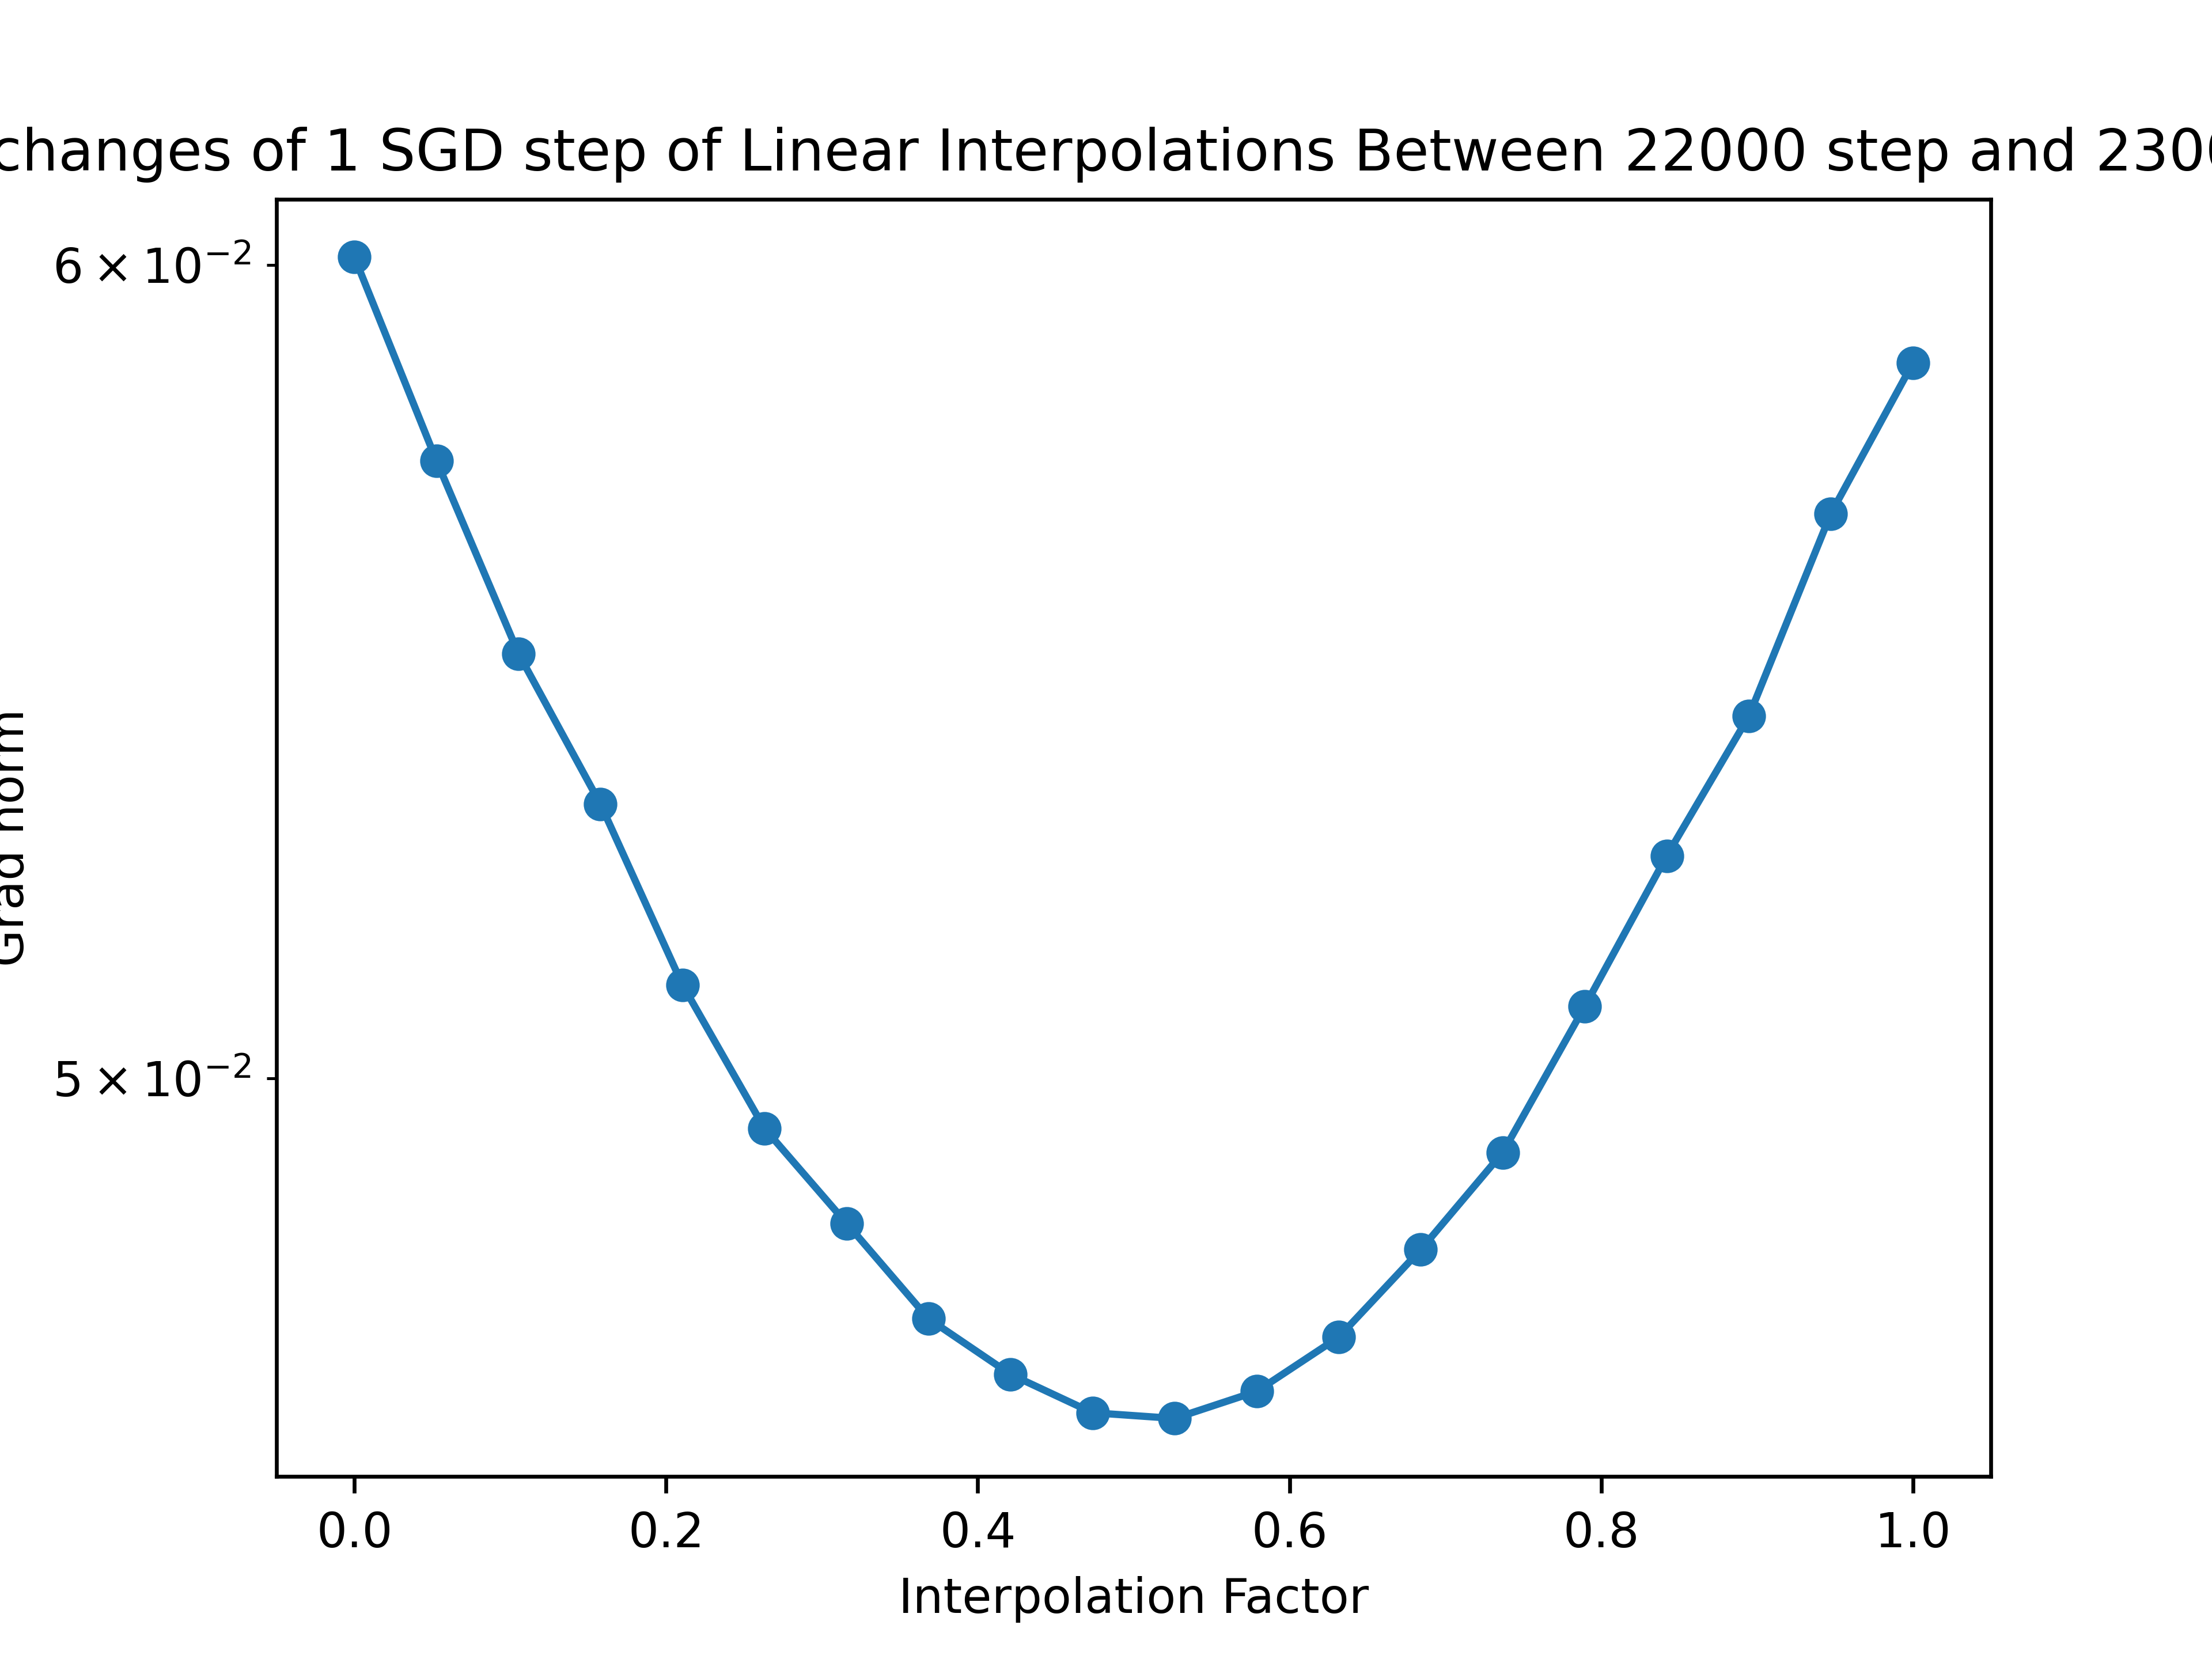 changes of 1 SGD step of Linear Interpolations Between 22000 step and 230
6 × 10⁻²
5 × 10⁻²
Grad norm
0.0 0.2 0.4 0.6 0.8 1.0
Interpolation Factor